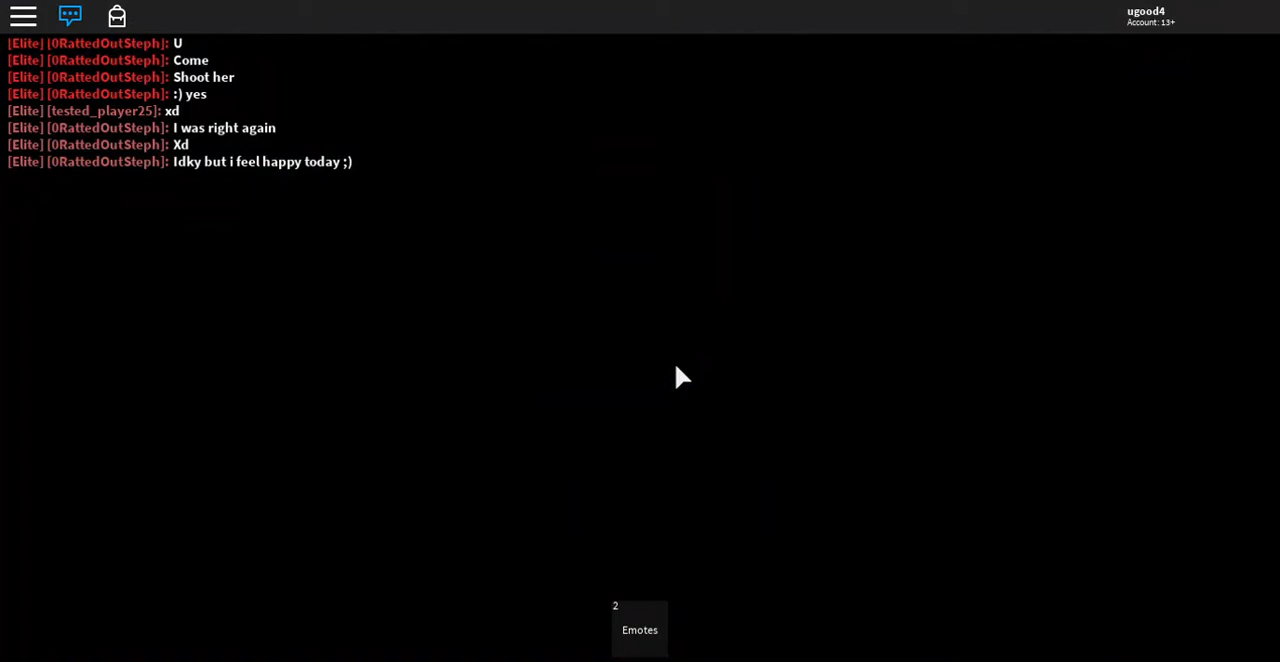 ugood4
Account: 13+
[Elite] [0RattedOutSteph]: U
[Elite] [0RattedOutSteph]: Come
[Elite] [0RattedOutSteph]: Shoot her
[Elite] [0RattedOutSteph]: :) yes
[Elite] [tested_player25]: xd
[Elite] [0RattedOutSteph]: I was right again
[Elite] [0RattedOutSteph]: Xd
[Elite] [0RattedOutSteph]: Idky but i feel happy today ;)
2
Emotes